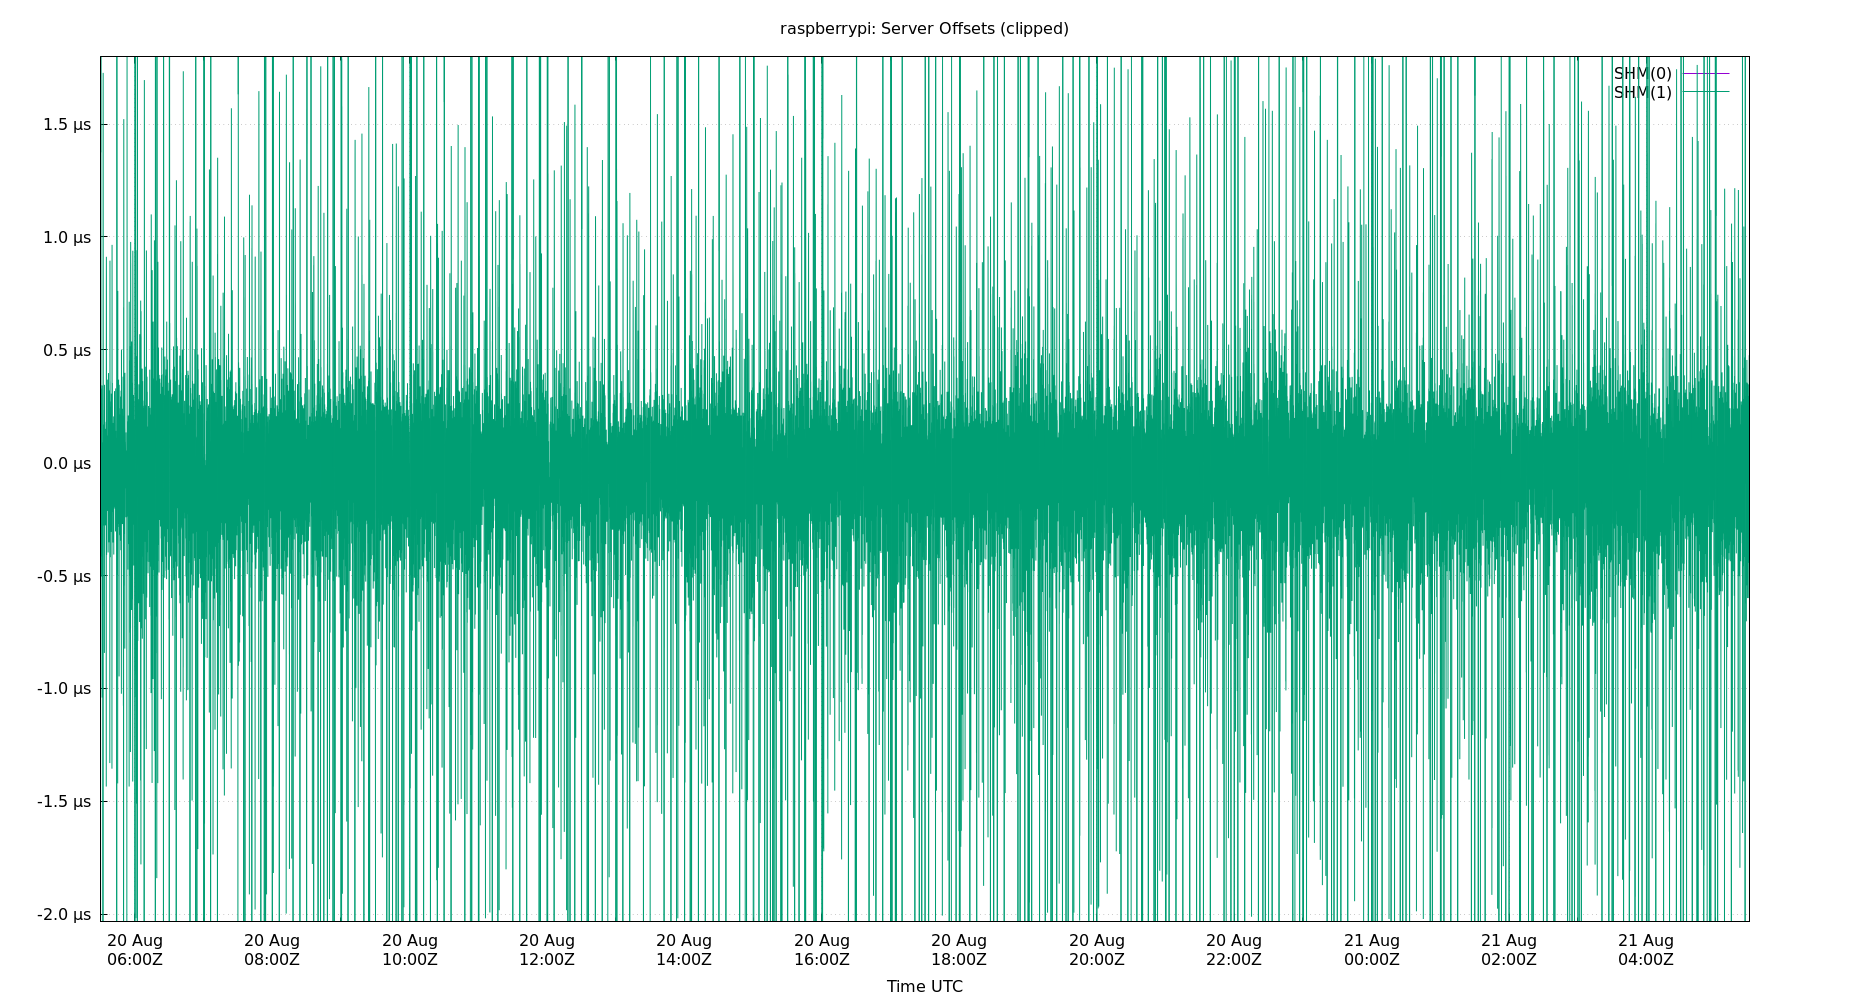 raspberrypi: Server Offsets (clipped)
SHM(0)
SHM(1)
1.5 µs
1.0 µs
0.5 µs
0.0 µs
-0.5 µs
-1.0 µs
-1.5 µs
-2.0 µs
20 Aug 20 Aug 20 Aug 20 Aug 20 Aug 20 Aug 20 Aug 20 Aug 20 Aug 21 Aug 21 Aug 21 Aug
06:00Z 08:00Z 10:00Z 12:00Z 14:00Z 16:00Z 18:00Z 20:00Z 22:00Z 00:00Z 02:00Z 04:00Z
Time UTC